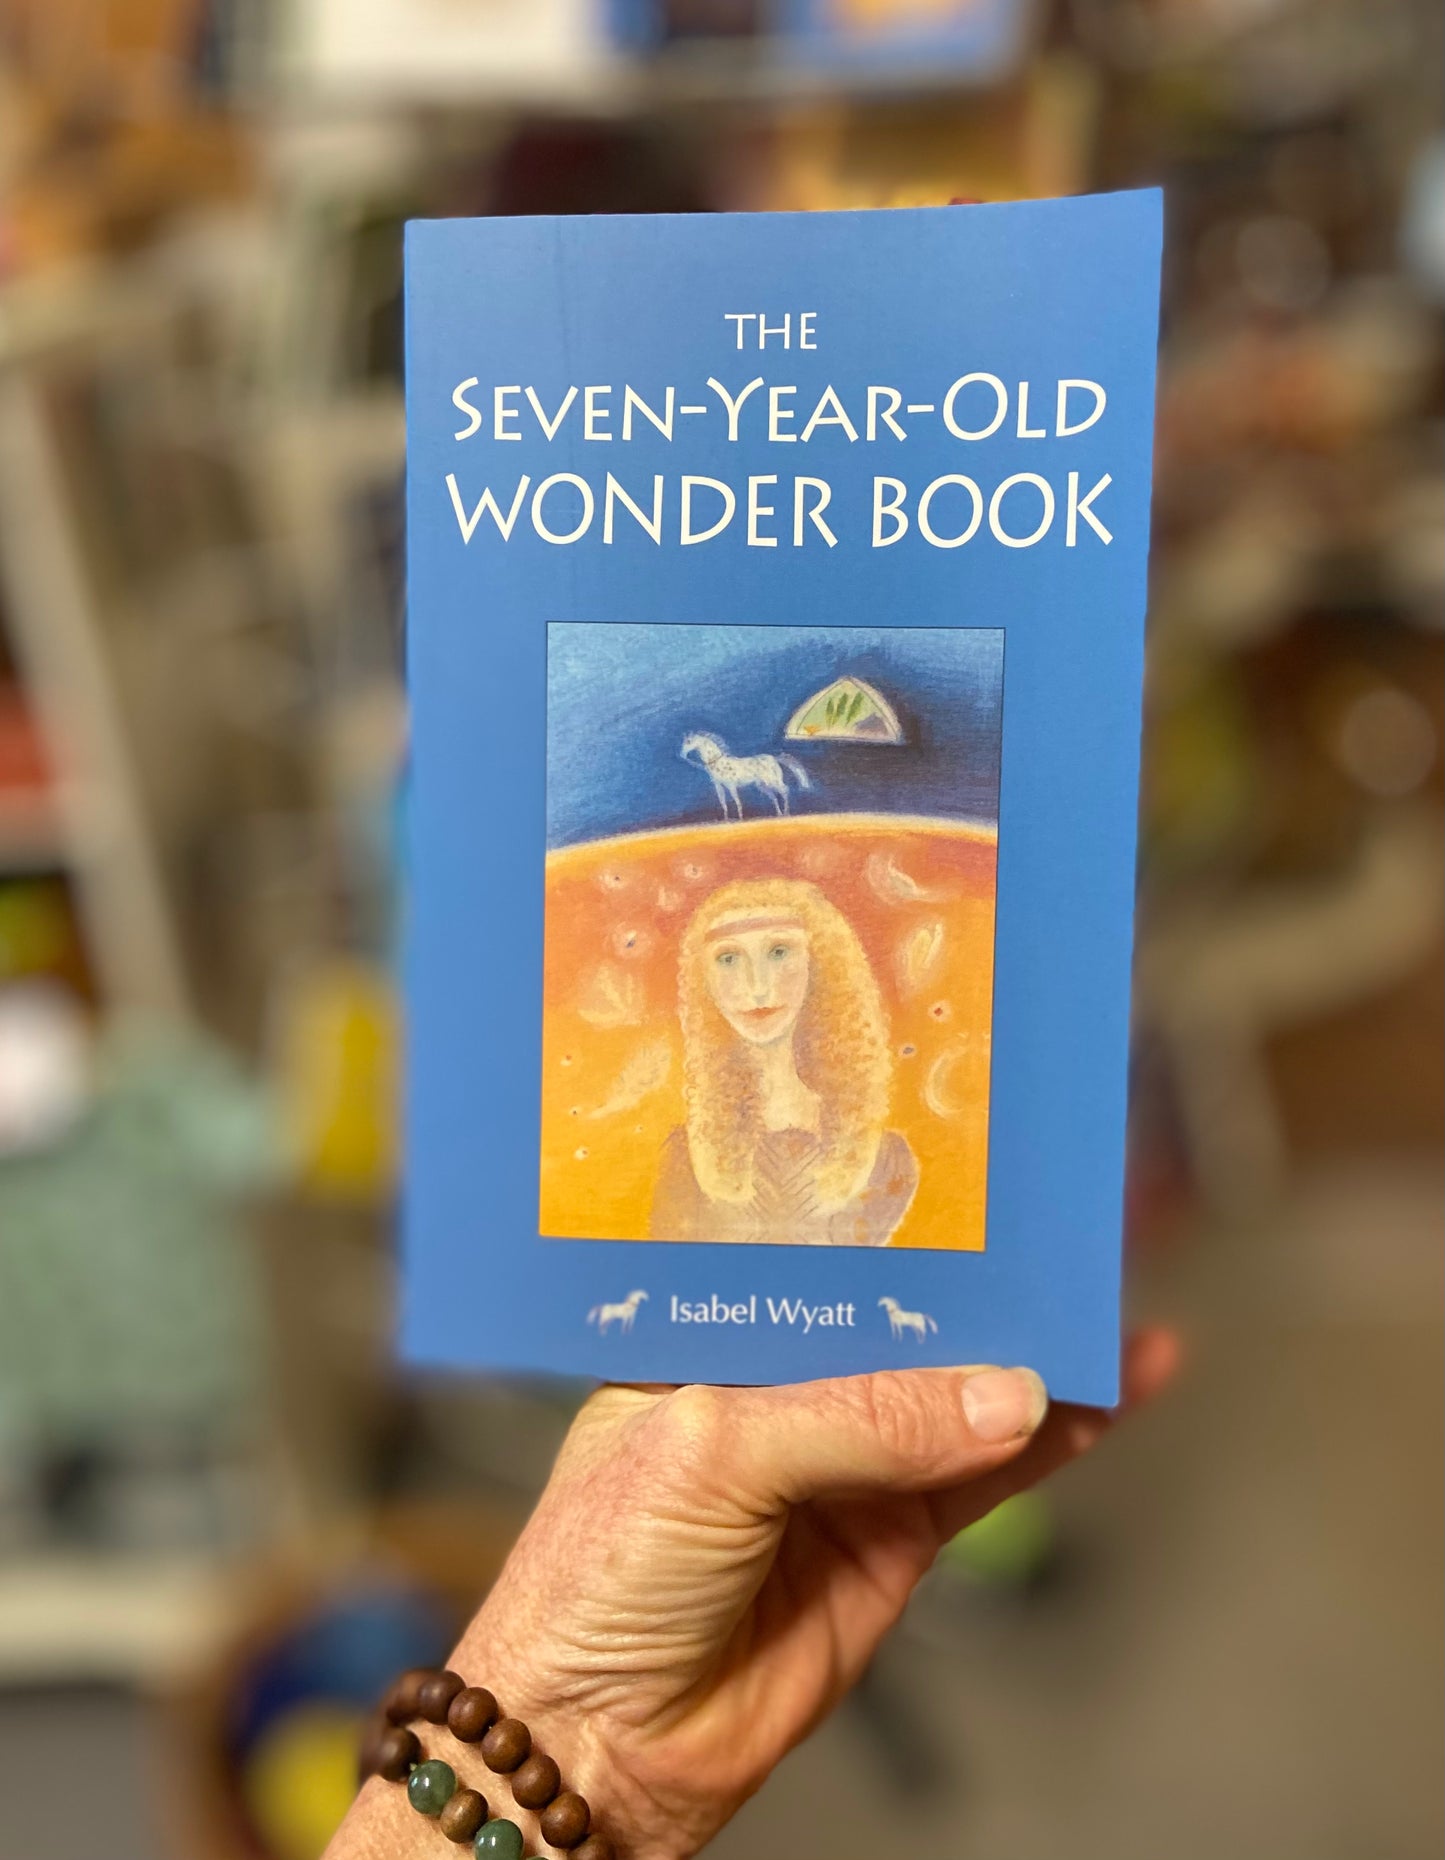 THE
SEVEN-YEAR-OLD
WONDER BOOK
Isabel Wyatt